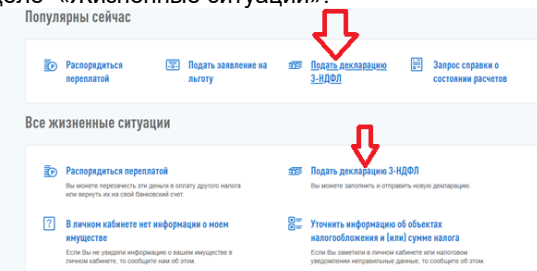 «Жизненные ситуации».
Популярны сейчас
Распорядиться переплатой
Подать заявление на льготу
Подать декларацию 3-НДФЛ
Запрос справки о состоянии расчетов
Все жизненные ситуации
Распорядиться переплатой
Вы можете перезачесть эти деньги в оплату другого налога
или вернуть их на свой банковский счет.
Подать декларацию 3-НДФЛ
Вы можете заполнить и отправить новую декларацию.
В личном кабинете нет информации о моем
имуществе
Если Вы не увидели информацию о вашем имуществе в
личном кабинете, то сообщите нам об этом.
Уточнить информацию об объектах
налогообложения и (или) сумме налога
Если Вы заметили в личном кабинете или налоговом
уведомлении неправильные данные, то сообщите об этом.